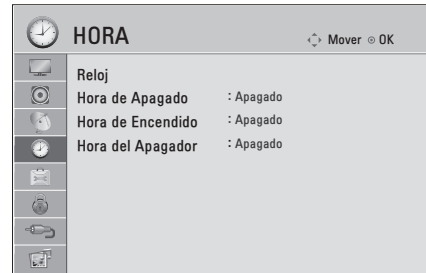 HORA
Mover OK
Reloj
Hora de Apagado : Apagado
Hora de Encendido : Apagado
Hora del Apagador : Apagado